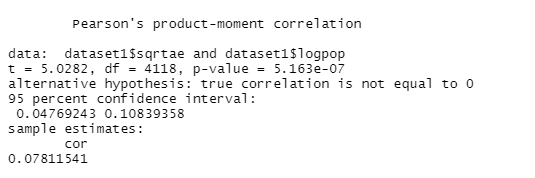 Pearson's product-moment correlation
data:  dataset1$sqrtae and dataset1$logpop
t = 5.0282, df = 4118, p-value = 5.163e-07
alternative hypothesis: true correlation is not equal to 0
95 percent confidence interval:
 0.04769243 0.10839358
sample estimates:
cor
0.07811541